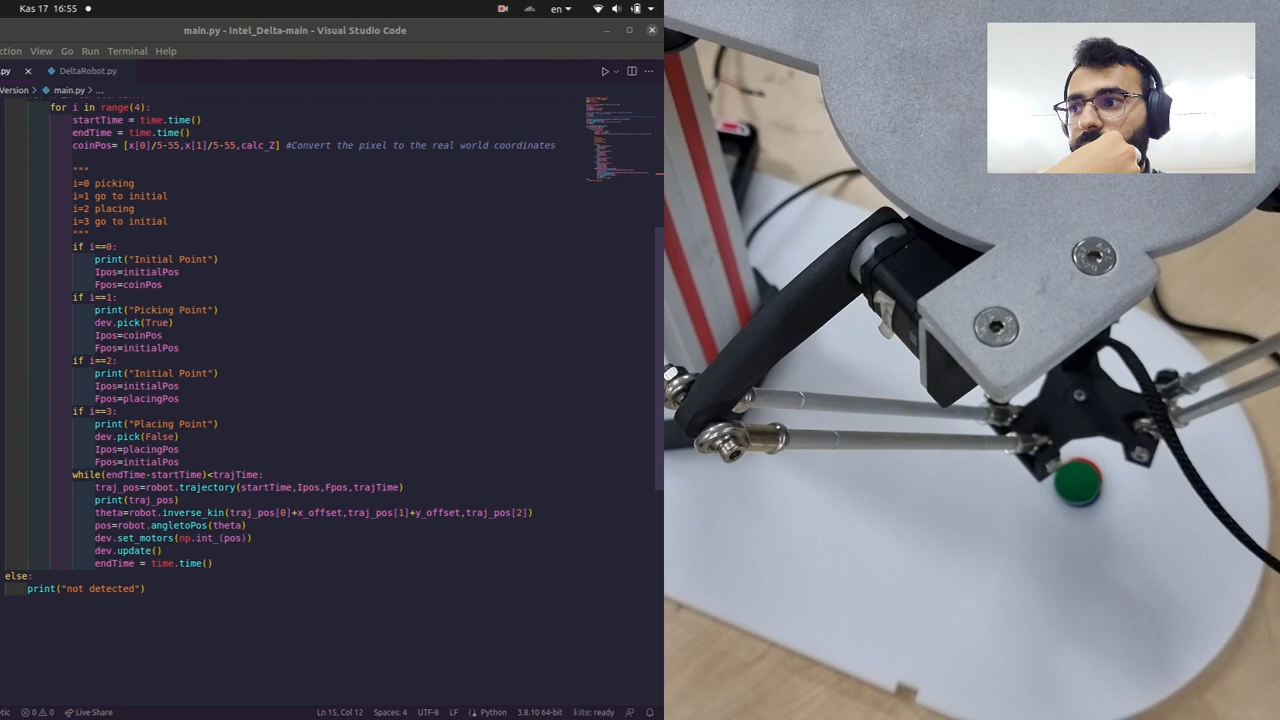 Kas 17 16:55
en
main.py - Intel_Delta-main - Visual Studio Code
ction View Go Run Terminal Help
.py DeltaRobot.py
Version > main.py > ...
for i in range(4):
startTime = time.time()
endTime = time.time()
coinPos= [x[0]/5-55,x[1]/5-55,calc_Z] #Convert the pixel to the real world coordinates
"""
i=0 picking
i=1 go to initial
i=2 placing
i=3 go to initial
"""
if i==0:
print("Initial Point")
Ipos=initialPos
Fpos=coinPos
if i==1:
print("Picking Point")
dev.pick(True)
Ipos=coinPos
Fpos=initialPos
if i==2:
print("Initial Point")
Ipos=initialPos
Fpos=placingPos
if i==3:
print("Placing Point")
dev.pick(False)
Ipos=placingPos
Fpos=initialPos
while(endTime-startTime)<trajTime:
traj_pos=robot.trajectory(startTime,Ipos,Fpos,trajTime)
print(traj_pos)
theta=robot.inverse_kin(traj_pos[0]+x_offset,traj_pos[1]+y_offset,traj_pos[2])
pos=robot.angletoPos(theta)
dev.set_motors(np.int_(pos))
dev.update()
endTime = time.time()
else:
print("not detected")
tic 0 0 Live Share Ln 15, Col 12 Spaces: 4 UTF-8 LF Python 3.8.10 64-bit kite: ready